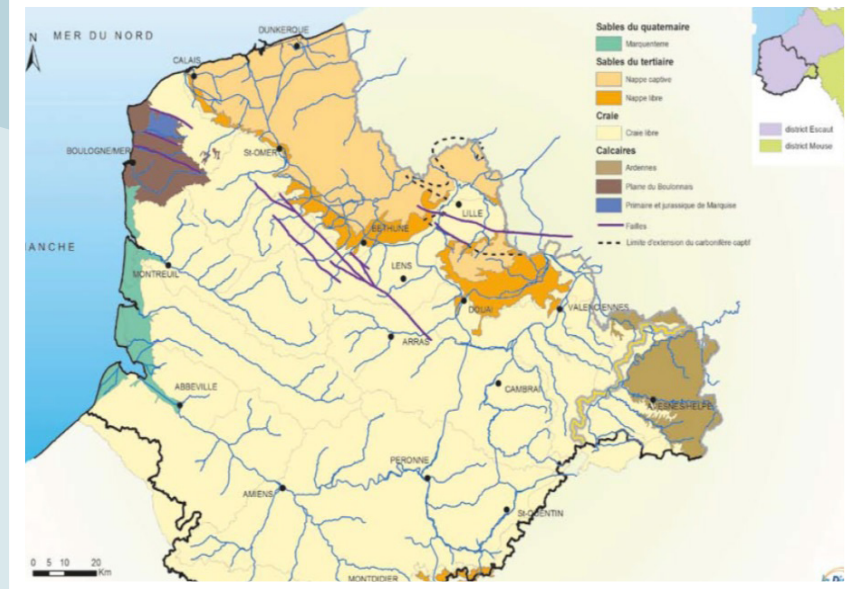 N
MER DU NORD
DUNKERQUE
CALAIS
BOULOGNE/MER
St-OMER
LILLE
BETHUNE
LENS
MANCHE
MONTREUIL
DOUAI
VALENCIENNES
ARRAS
ABBEVILLE
CAMBRAI
AVESNES/HELPE
PERONNE
AMIENS
St-QUENTIN
MONTDIDIER
0 5 10 20
Km
Sables du quaternaire
Marquenterre
Sables du tertiaire
Nappe captive
Nappe libre
Craie
Craie libre
Calcaires
Ardennes
Plaine du Boulonnais
Primaire et jurassique de Marquise
Failles
Limite d'extension du carbonifère captif
district Escaut
district Meuse